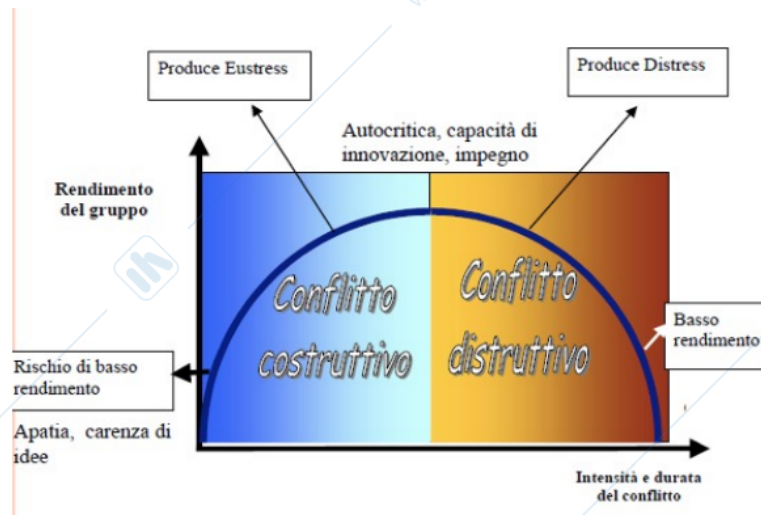 Produce Eustress
Produce Distress
Autocritica, capacità di
innovazione, impegno
Rendimento
del gruppo
Conflitto
costruttivo
Conflitto
distruttivo
Basso
rendimento
Rischio di basso
rendimento
Apatia, carenza di
idee
Intensità e durata
del conflitto